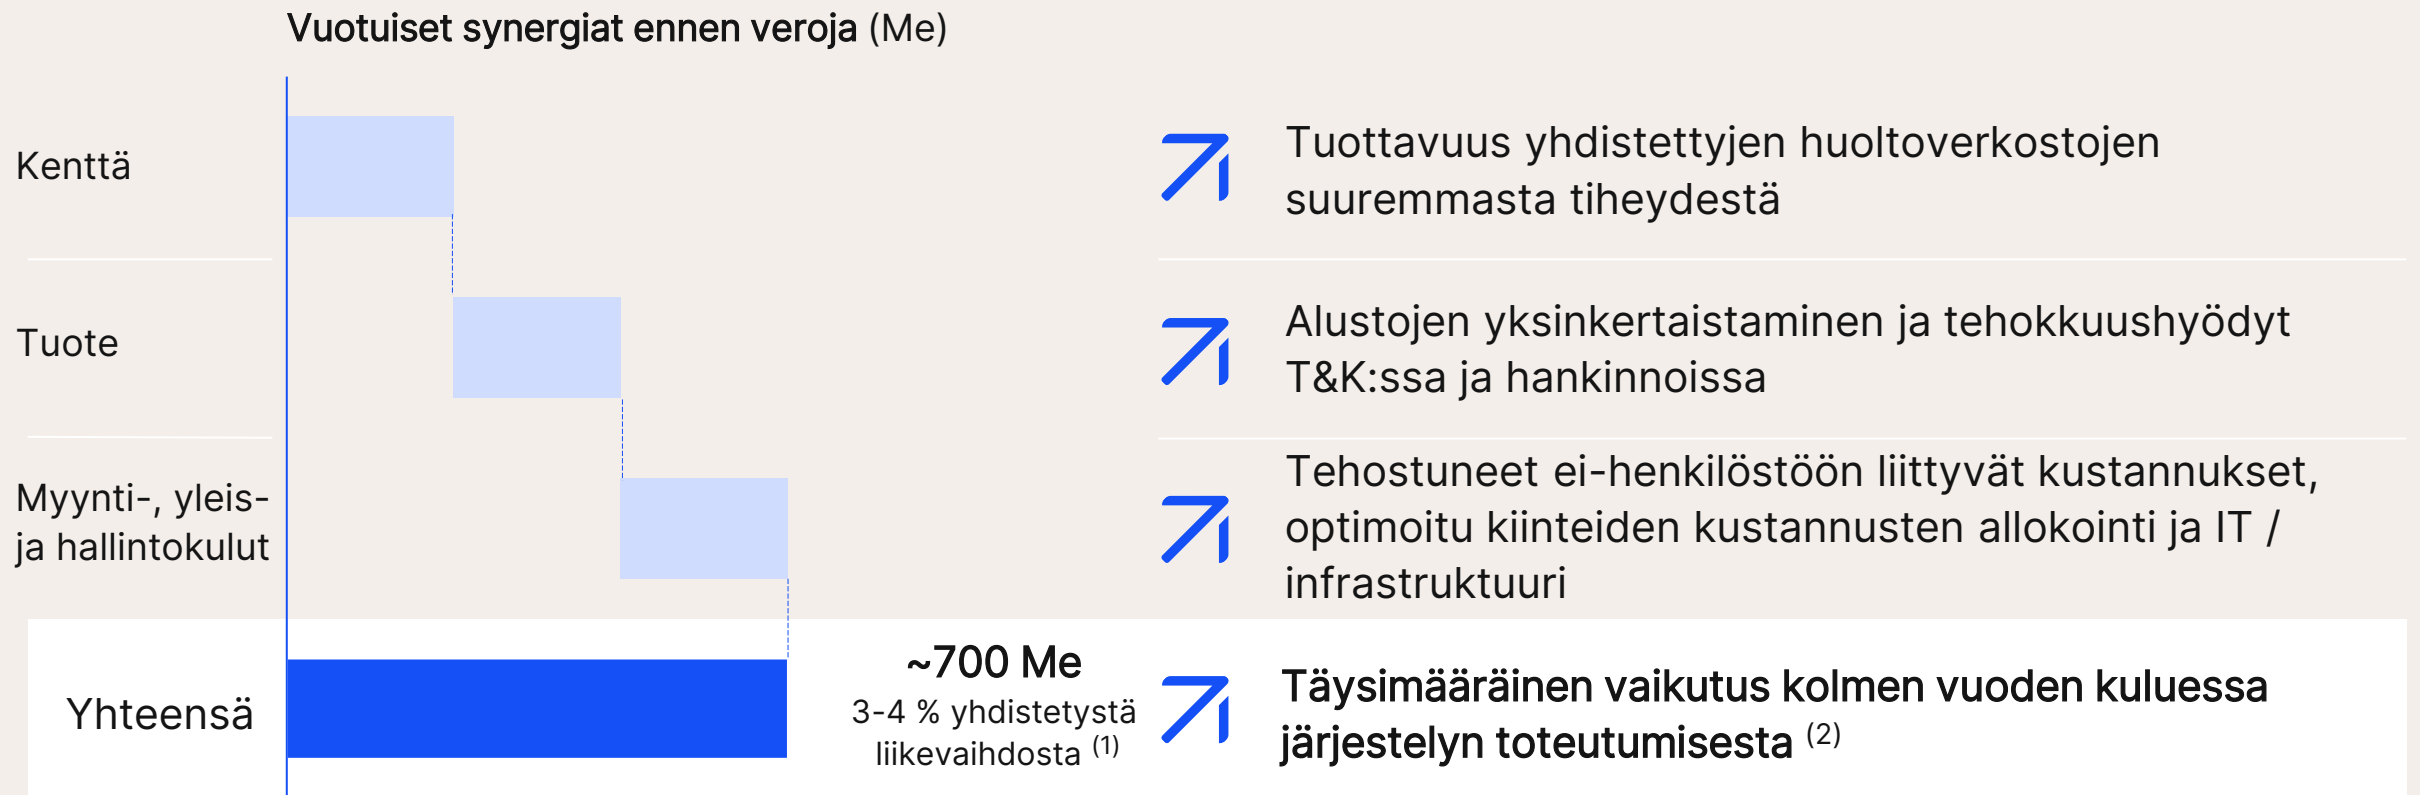 Vuotuiset synergiat ennen veroja (Me)
Kenttä
Tuottavuus yhdistettyjen huoltoverkostojen
suuremmasta tiheydestä
Tuote
Alustojen yksinkertaistaminen ja tehokkuushyödyt
T&K:ssa ja hankinnoissa
Myynti-, yleis-
ja hallintokulut
Tehostuneet ei-henkilöstöön liittyvät kustannukset,
optimoitu kiinteiden kustannusten allokointi ja IT /
infrastruktuuri
Yhteensä
~700 Me
3-4 % yhdistetystä
liikevaihdosta (1)
Täysimääräinen vaikutus kolmen vuoden kuluessa
järjestelyn toteutumisesta (2)